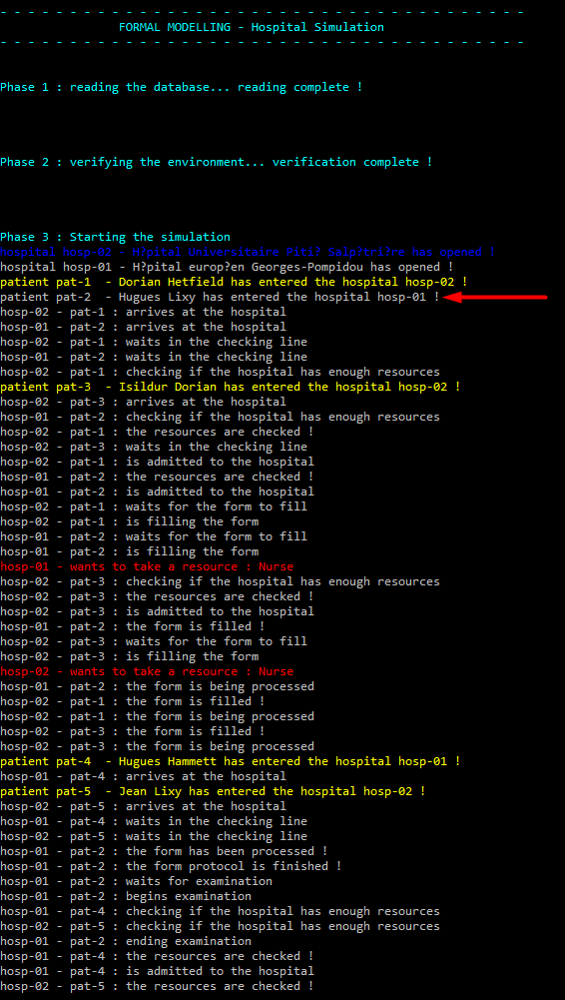 - - - - - - - - - - - - - - - - - - - - - - - - - - - - - - - - - - - - - -
FORMAL MODELLING - Hospital Simulation
- - - - - - - - - - - - - - - - - - - - - - - - - - - - - - - - - - - - - -
Phase 1 : reading the database... reading complete !
Phase 2 : verifying the environment... verification complete !
Phase 3 : Starting the simulation
hospital hosp-02 - H?pital Universitaire Piti? Salp?tri?re has opened !
hospital hosp-01 - H?pital europ?en Georges-Pompidou has opened !
patient pat-1  - Dorian Hetfield has entered the hospital hosp-02 !
patient pat-2  - Hugues Lixy has entered the hospital hosp-01 !
hosp-02 - pat-1 : arrives at the hospital
hosp-01 - pat-2 : arrives at the hospital
hosp-02 - pat-1 : waits in the checking line
hosp-01 - pat-2 : waits in the checking line
hosp-02 - pat-1 : checking if the hospital has enough resources
patient pat-3  - Isildur Dorian has entered the hospital hosp-02 !
hosp-02 - pat-3 : arrives at the hospital
hosp-01 - pat-2 : checking if the hospital has enough resources
hosp-02 - pat-1 : the resources are checked !
hosp-02 - pat-3 : waits in the checking line
hosp-02 - pat-1 : is admitted to the hospital
hosp-01 - pat-2 : the resources are checked !
hosp-01 - pat-2 : is admitted to the hospital
hosp-02 - pat-1 : waits for the form to fill
hosp-02 - pat-1 : is filling the form
hosp-01 - pat-2 : waits for the form to fill
hosp-01 - pat-2 : is filling the form
hosp-01 - wants to take a resource : Nurse
hosp-02 - pat-3 : checking if the hospital has enough resources
hosp-02 - pat-3 : the resources are checked !
hosp-02 - pat-3 : is admitted to the hospital
hosp-01 - pat-2 : the form is filled !
hosp-02 - pat-3 : waits for the form to fill
hosp-02 - pat-3 : is filling the form
hosp-02 - wants to take a resource : Nurse
hosp-01 - pat-2 : the form is being processed
hosp-02 - pat-1 : the form is filled !
hosp-02 - pat-1 : the form is being processed
hosp-02 - pat-3 : the form is filled !
hosp-02 - pat-3 : the form is being processed
patient pat-4  - Hugues Hammett has entered the hospital hosp-01 !
hosp-01 - pat-4 : arrives at the hospital
patient pat-5  - Jean Lixy has entered the hospital hosp-02 !
hosp-02 - pat-5 : arrives at the hospital
hosp-01 - pat-4 : waits in the checking line
hosp-02 - pat-5 : waits in the checking line
hosp-01 - pat-2 : the form has been processed !
hosp-01 - pat-2 : the form protocol is finished !
hosp-01 - pat-2 : waits for examination
hosp-01 - pat-2 : begins examination
hosp-01 - pat-4 : checking if the hospital has enough resources
hosp-02 - pat-5 : checking if the hospital has enough resources
hosp-01 - pat-2 : ending examination
hosp-01 - pat-4 : the resources are checked !
hosp-01 - pat-4 : is admitted to the hospital
hosp-02 - pat-5 : the resources are checked !